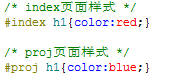 /* index页面样式 */
#index h1{color:red;}
/* proj页面样式 */
#proj h1{color:blue;}